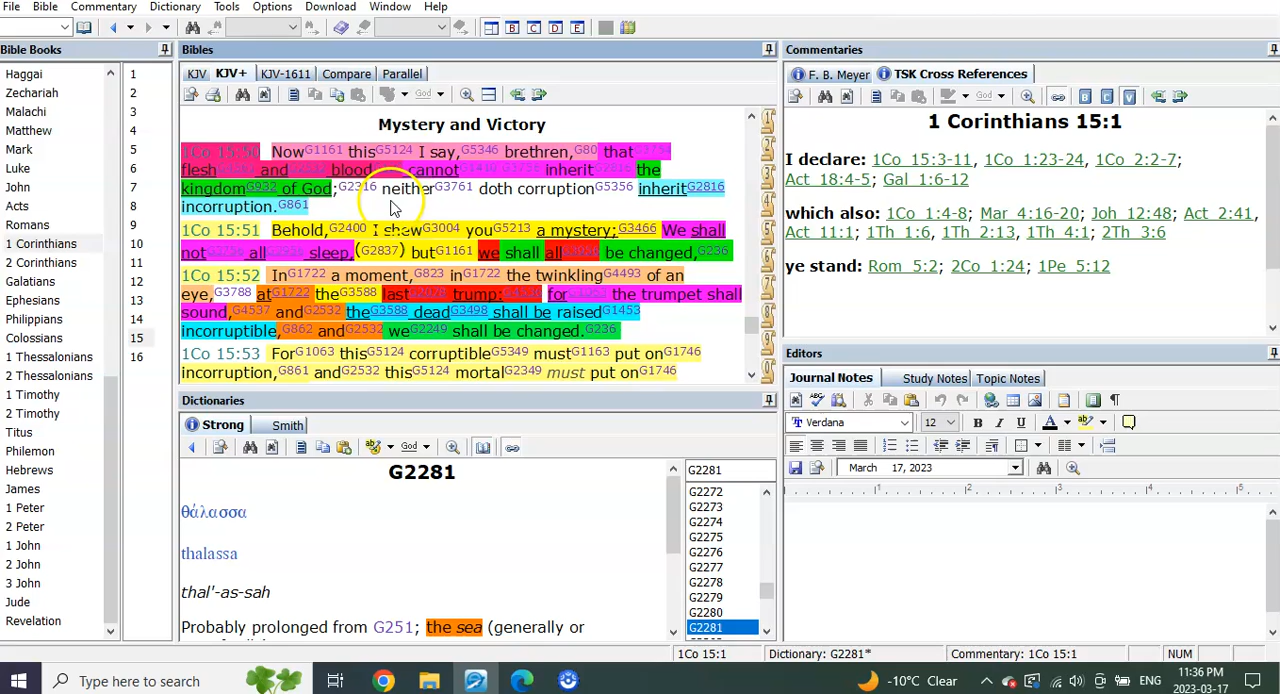 File Bible Commentary Dictionary Tools Options Download Window Help
Bible Books
Haggai
Zechariah
Malachi
Matthew
Mark
Luke
John
Acts
Romans
1 Corinthians
2 Corinthians
Galatians
Ephesians
Philippians
Colossians
1 Thessalonians
2 Thessalonians
1 Timothy
2 Timothy
Titus
Philemon
Hebrews
James
1 Peter
2 Peter
1 John
2 John
3 John
Jude
Revelation
1
2
3
4
5
6
7
8
9
10
11
12
13
14
15
16
Bibles
KJV KJV+ KJV-1611 Compare Parallel
Mystery and Victory
1Co 15:50 Now G1161 this G5124 I say, G5346 brethren, G80 that
flesh and blood cannot inherit the
kingdom G932 of God; G2316 neither G3761 doth corruption G5356 inherit G2816
incorruption. G861
1Co 15:51 Behold, G2400 I shew G3004 you G5213 a mystery; G3466 We shall
not all sleep, (G2837) but G1161 we shall all be changed, G236
1Co 15:52 In G1722 a moment, G823 in G1722 the twinkling G4493 of an
eye, G3788 at G1722 the G3588 last trump: for the trumpet shall
sound, G4537 and G2532 the G3588 dead G3498 shall be raised G1453
incorruptible, G862 and G2532 we G2249 shall be changed. G236
1Co 15:53 For G1063 this G5124 corruptible G5349 must G1163 put on G1746
incorruption, G861 and G2532 this G5124 mortal G2349 must put on G1746
Dictionaries
Strong Smith
G2281
θάλασσα
thalassa
thal'-as-sah
Probably prolonged from G251; the sea (generally or
G2281
G2272
G2273
G2274
G2275
G2276
G2277
G2278
G2279
G2280
G2281
Commentaries
F. B. Meyer TSK Cross References
1 Corinthians 15:1
I declare: 1Co 15:3-11, 1Co 1:23-24, 1Co 2:2-7;
Act 18:4-5; Gal 1:6-12
which also: 1Co 1:4-8; Mar 4:16-20; Joh 12:48; Act 2:41,
Act 11:1; 1Th 1:6; 1Th 2:13, 1Th 4:1; 2Th 3:6
ye stand: Rom 5:2; 2Co 1:24; 1Pe 5:12
Editors
Journal Notes Study Notes Topic Notes
Verdana 12 B I U A
March 17, 2023
1 2 3 4 5
1Co 15:1 Dictionary: G2281* Commentary: 1Co 15:1 NUM
Type here to search
-10°C Clear
ENG
11:36 PM
2023-03-17